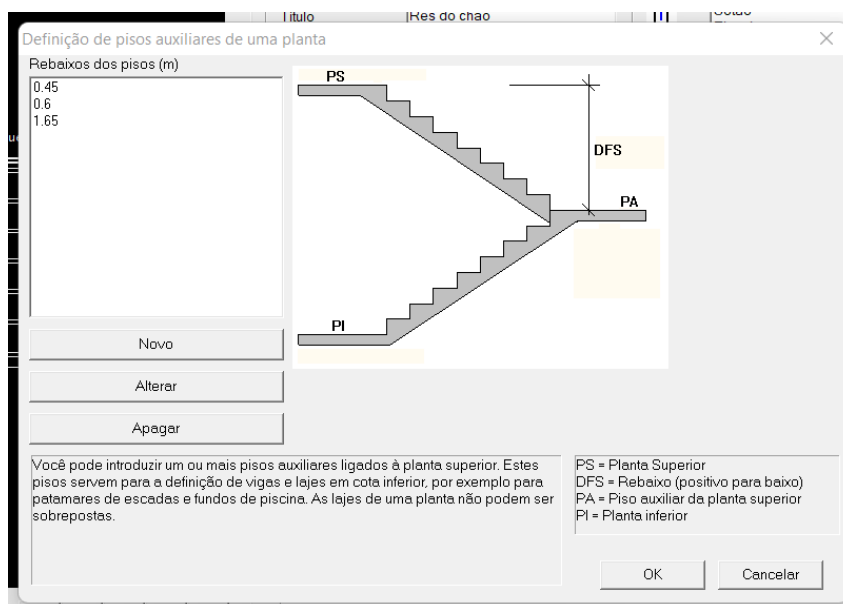 Título
Res do chão
Definição de pisos auxiliares de uma planta
Rebaixos dos pisos (m)
0.45
0.6
1.65
PS
DFS
PA
PI
Novo
Alterar
Apagar
Você pode introduzir um ou mais pisos auxiliares ligados à planta superior. Estes
pisos servem para a definição de vigas e lajes em cota inferior, por exemplo para
patamares de escadas e fundos de piscina. As lajes de uma planta não podem ser
sobrepostas.
PS = Planta Superior
DFS = Rebaixo (positivo para baixo)
PA = Piso auxiliar da planta superior
PI = Planta inferior
OK
Cancelar